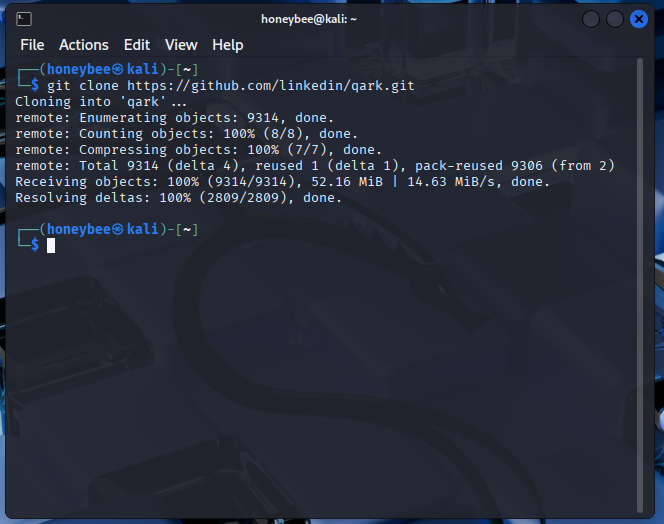 honeybee@kali: ~
File Actions Edit View Help
┌──(honeybee㉿kali)-[~]
└─$ git clone https://github.com/linkedin/qark.git
Cloning into 'qark'...
remote: Enumerating objects: 9314, done.
remote: Counting objects: 100% (8/8), done.
remote: Compressing objects: 100% (7/7), done.
remote: Total 9314 (delta 4), reused 1 (delta 1), pack-reused 9306 (from 2)
Receiving objects: 100% (9314/9314), 52.16 MiB | 14.63 MiB/s, done.
Resolving deltas: 100% (2809/2809), done.
┌──(honeybee㉿kali)-[~]
└─$